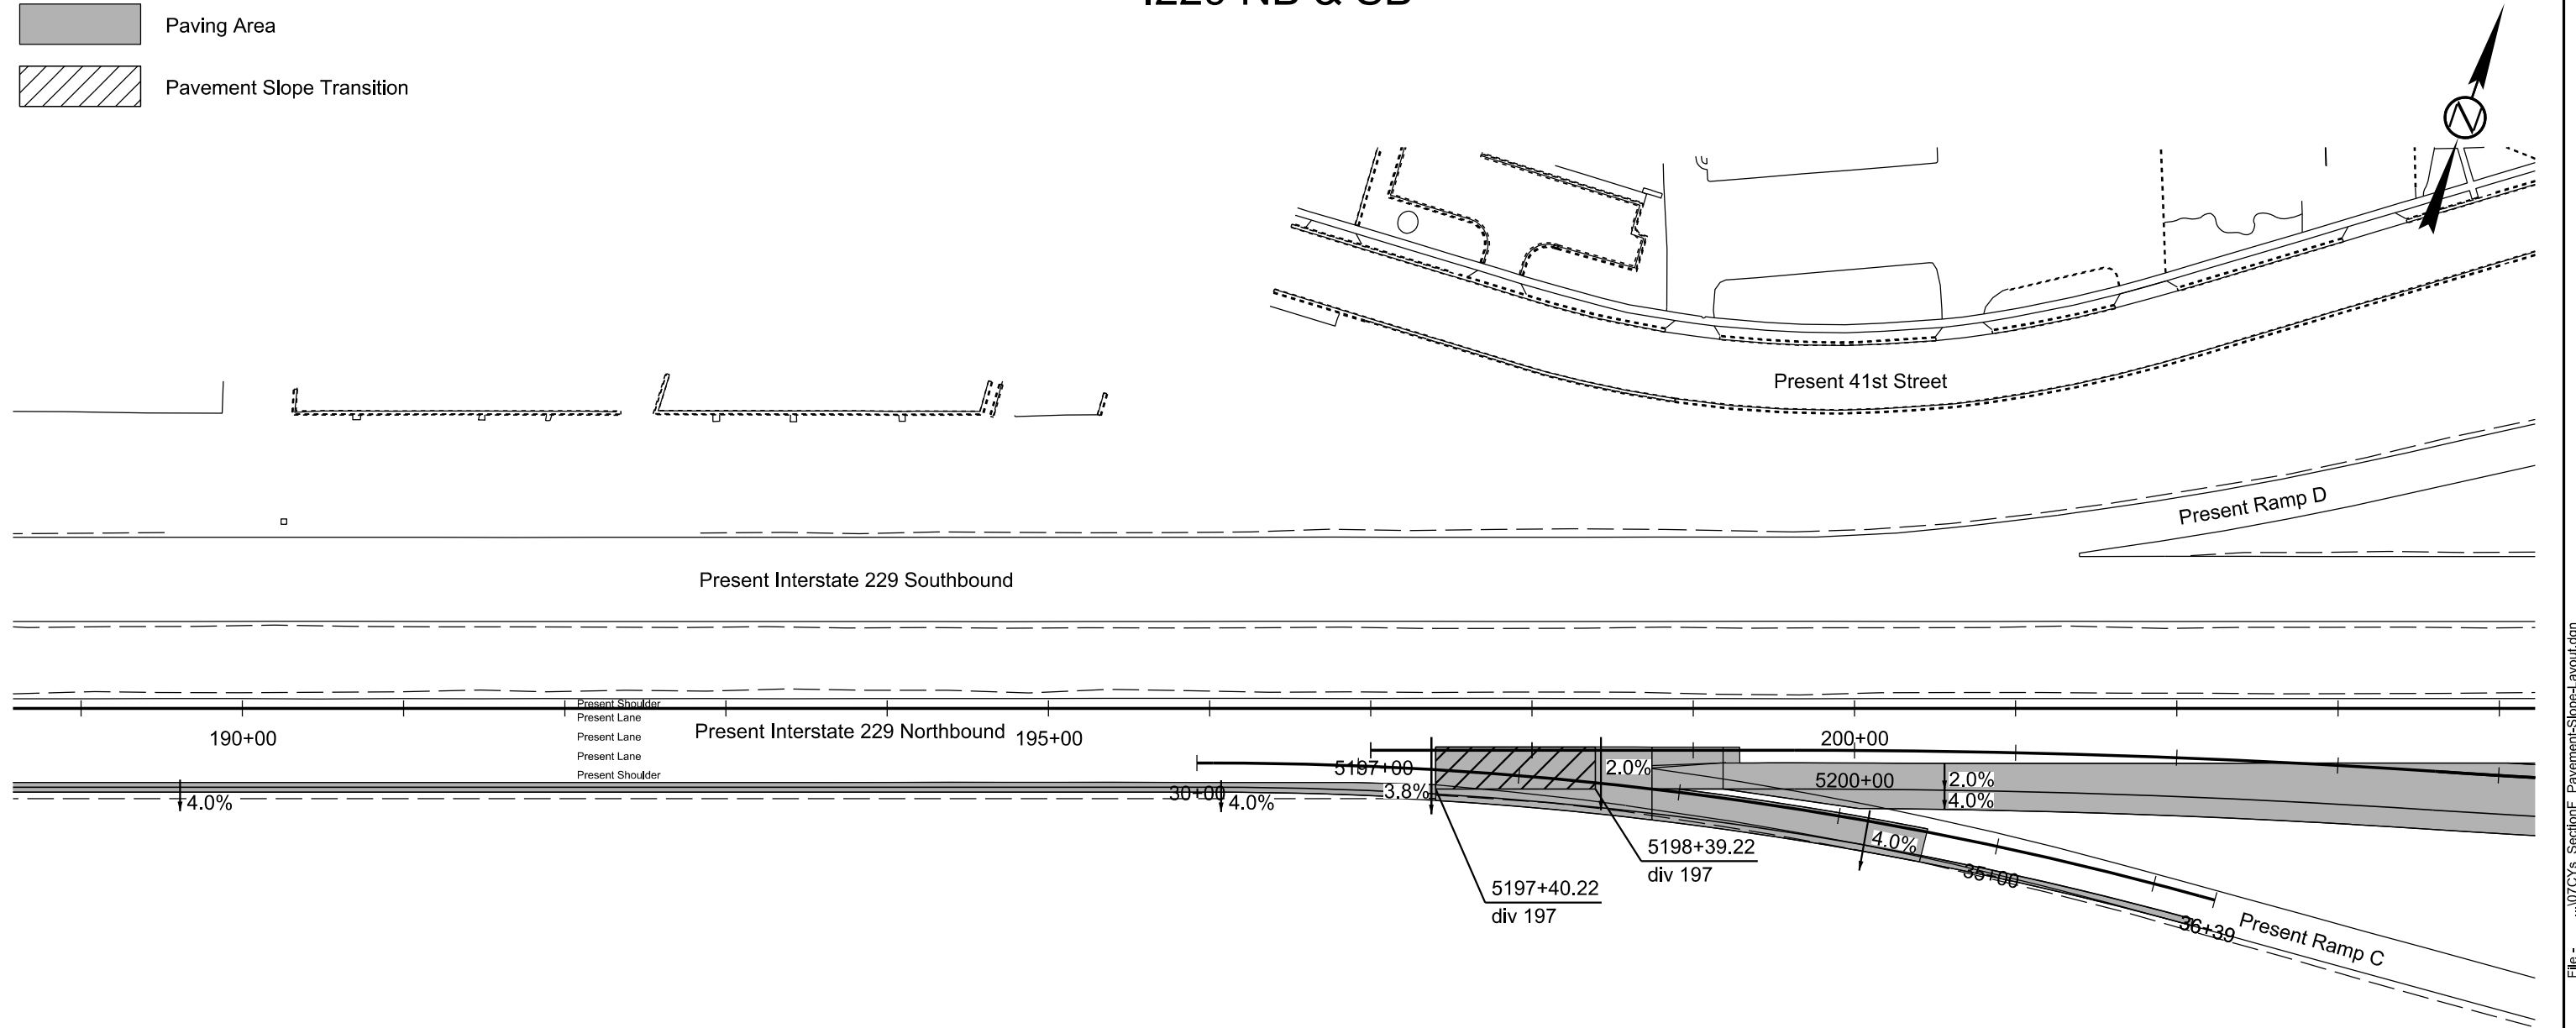 Paving Area
Pavement Slope Transition
N
Present 41st Street
Present Ramp D
Present Interstate 229 Southbound
Present Shoulder
Present Lane
Present Interstate 229 Northbound
190+00
195+00
200+00
Present Lane
Present Lane
Present Shoulder
5197+00
2.0%
5200+00
2.0%
4.0%
30+00
4.0%
3.8%
4.0%
4.0%
5198+39.22
div 197
35+00
5197+40.22
div 197
36+39
Present Ramp C